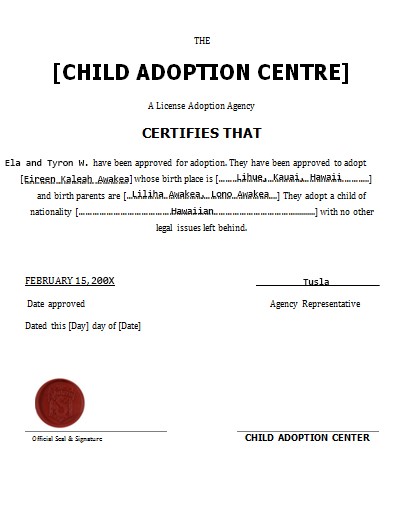 THE
[CHILD ADOPTION CENTRE]
A License Adoption Agency
CERTIFIES THAT
Ela and Tyron W. have been approved for adoption. They have been approved to adopt
[Eireen Kaleah Awakea] whose birth place is [....Lihue, Kauai, Hawaii..........]
and birth parents are [..Liliha Awakea, Lono Awakea...] They adopt a child of
nationality [..............................Hawaiian..............................] with no other
legal issues left behind.
FEBRUARY 15,200X
Tusla
Date approved
Agency Representative
Dated this [Day] day of [Date]
Official Seal & Signature
CHILD ADOPTION CENTER